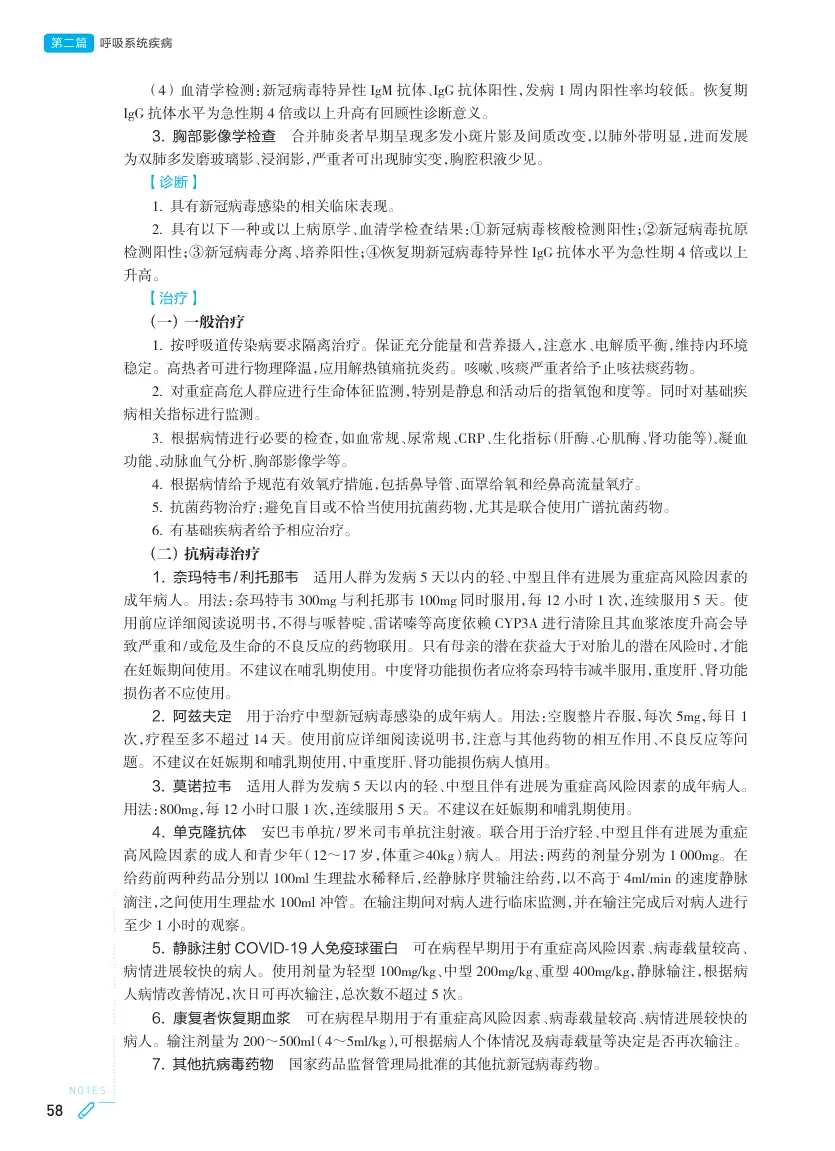 第二篇 呼吸系统疾病
（4）血清学检测：新冠病毒特异性 IgM 抗体、IgG 抗体阳性，发病 1 周内阳性率均较低。恢复期
IgG 抗体水平为急性期 4 倍或以上升高有回顾性诊断意义。
3. 胸部影像学检查　合并肺炎者早期呈现多发小斑片影及间质改变，以肺外带明显，进而发展
为双肺多发磨玻璃影、浸润影，严重者可出现肺实变，胸腔积液少见。
【诊断】
1. 具有新冠病毒感染的相关临床表现。
2. 具有以下一种或以上病原学、血清学检查结果：①新冠病毒核酸检测阳性；②新冠病毒抗原
检测阳性；③新冠病毒分离、培养阳性；④恢复期新冠病毒特异性 IgG 抗体水平为急性期 4 倍或以上
升高。
【治疗】
（一）一般治疗
1. 按呼吸道传染病要求隔离治疗。保证充分能量和营养摄入，注意水、电解质平衡，维持内环境
稳定。高热者可进行物理降温，应用解热镇痛抗炎药。咳嗽、咳痰严重者给予止咳祛痰药物。
2. 对重症高危人群应进行生命体征监测，特别是静息和活动后的指氧饱和度等。同时对基础疾
病相关指标进行监测。
3. 根据病情进行必要的检查，如血常规、尿常规、CRP、生化指标（肝酶、心肌酶、肾功能等）、凝血
功能、动脉血气分析、胸部影像学等。
4. 根据病情给予规范有效氧疗措施，包括鼻导管、面罩给氧和经鼻高流量氧疗。
5. 抗菌药物治疗：避免盲目或不恰当使用抗菌药物，尤其是联合使用广谱抗菌药物。
6. 有基础疾病者给予相应治疗。
（二）抗病毒治疗
1. 奈玛特韦/利托那韦　适用人群为发病 5 天以内的轻、中型且伴有进展为重症高风险因素的
成年病人。用法：奈玛特韦 300mg 与利托那韦 100mg 同时服用，每 12 小时 1 次，连续服用 5 天。使
用前应详细阅读说明书，不得与哌替啶、雷诺嗪等高度依赖 CYP3A 进行清除且其血浆浓度升高会导
致严重和/或危及生命的不良反应的药物联用。只有母亲的潜在获益大于对胎儿的潜在风险时，才能
在妊娠期间使用。不建议在哺乳期使用。中度肾功能损伤者应将奈玛特韦减半服用，重度肝、肾功能
损伤者不应使用。
2. 阿兹夫定　用于治疗中型新冠病毒感染的成年病人。用法：空腹整片吞服，每次 5mg，每日 1
次，疗程至多不超过 14 天。使用前应详细阅读说明书，注意与其他药物的相互作用、不良反应等问
题。不建议在妊娠期和哺乳期使用，中重度肝、肾功能损伤病人慎用。
3. 莫诺拉韦　适用人群为发病 5 天以内的轻、中型且伴有进展为重症高风险因素的成年病人。
用法：800mg，每 12 小时口服 1 次，连续服用 5 天。不建议在妊娠期和哺乳期使用。
4. 单克隆抗体　安巴韦单抗/罗米司韦单抗注射液。联合用于治疗轻、中型且伴有进展为重症
高风险因素的成人和青少年（12～17 岁，体重≥40kg）病人。用法：两药的剂量分别为 1 000mg。在
给药前两种药品分别以 100ml 生理盐水稀释后，经静脉序贯输注给药，以不高于 4ml/min 的速度静脉
滴注，之间使用生理盐水 100ml 冲管。在输注期间对病人进行临床监测，并在输注完成后对病人进行
至少 1 小时的观察。
5. 静脉注射 COVID-19 人免疫球蛋白　可在病程早期用于有重症高风险因素、病毒载量较高、
病情进展较快的病人。使用剂量为轻型 100mg/kg、中型 200mg/kg、重型 400mg/kg，静脉输注，根据病
人病情改善情况，次日可再次输注，总次数不超过 5 次。
6. 康复者恢复期血浆　可在病程早期用于有重症高风险因素、病毒载量较高、病情进展较快的
病人。输注剂量为 200～500ml（4～5ml/kg），可根据病人个体情况及病毒载量等决定是否再次输注。
7. 其他抗病毒药物　国家药品监督管理局批准的其他抗新冠病毒药物。
NOTES
58